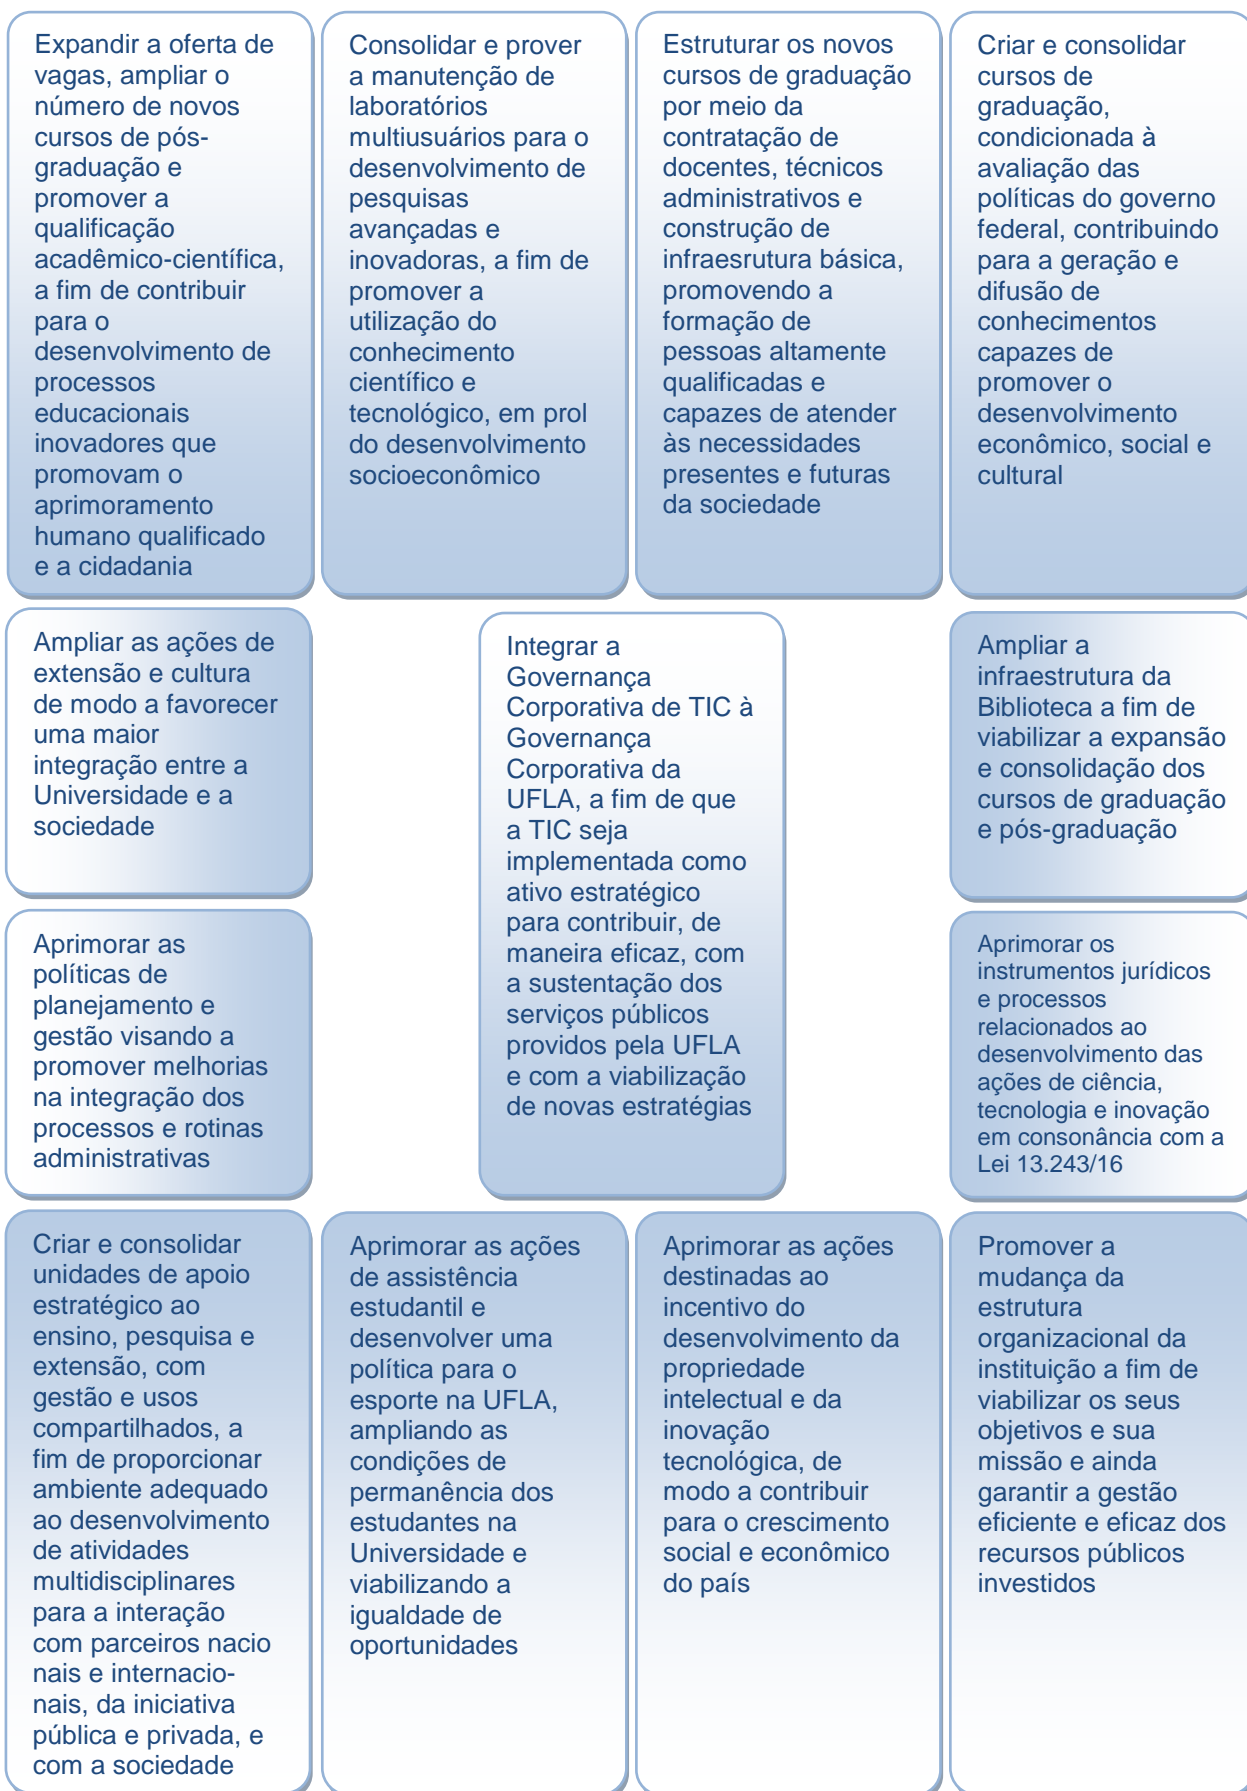 Expandir a oferta de
vagas, ampliar o
número de novos
cursos de pós-
graduação e
promover a
qualificação
acadêmico-científica,
a fim de contribuir
para o
desenvolvimento de
processos
educacionais
inovadores que
promovam o
aprimoramento
humano qualificado
e a cidadania
Consolidar e prover
a manutenção de
laboratórios
multiusuários para o
desenvolvimento de
pesquisas
avançadas e
inovadoras, a fim de
promover a
utilização do
conhecimento
científico e
tecnológico, em prol
do desenvolvimento
socioeconômico
Estruturar os novos
cursos de graduação
por meio da
contratação de
docentes, técnicos
administrativos e
construção de
infraesrutura básica,
promovendo a
formação de
pessoas altamente
qualificadas e
capazes de atender
às necessidades
presentes e futuras
da sociedade
Criar e consolidar
cursos de
graduação,
condicionada à
avaliação das
políticas do governo
federal, contribuindo
para a geração e
difusão de
conhecimentos
capazes de
promover o
desenvolvimento
econômico, social e
cultural
Ampliar as ações de
extensão e cultura
de modo a favorecer
uma maior
integração entre a
Universidade e a
sociedade
Integrar a
Governança
Corporativa de TIC à
Governança
Corporativa da
UFLA, a fim de que
a TIC seja
implementada como
ativo estratégico
para contribuir, de
maneira eficaz, com
a sustentação dos
serviços públicos
providos pela UFLA
e com a viabilização
de novas estratégias
Ampliar a
infraestrutura da
Biblioteca a fim de
viabilizar a expansão
e consolidação dos
cursos de graduação
e pós-graduação
Aprimorar as
políticas de
planejamento e
gestão visando a
promover melhorias
na integração dos
processos e rotinas
administrativas
Aprimorar os
instrumentos jurídicos
e processos
relacionados ao
desenvolvimento das
ações de ciência,
tecnologia e inovação
em consonância com a
Lei 13.243/16
Criar e consolidar
unidades de apoio
estratégico ao
ensino, pesquisa e
extensão, com
gestão e usos
compartilhados, a
fim de proporcionar
ambiente adequado
ao desenvolvimento
de atividades
multidisciplinares
para a interação
com parceiros nacio
nais e internacio-
nais, da iniciativa
pública e privada, e
com a sociedade
Aprimorar as ações
de assistência
estudantil e
desenvolver uma
política para o
esporte na UFLA,
ampliando as
condições de
permanência dos
estudantes na
Universidade e
viabilizando a
igualdade de
oportunidades
Aprimorar as ações
destinadas ao
incentivo do
desenvolvimento da
propriedade
intelectual e da
inovação
tecnológica, de
modo a contribuir
para o crescimento
social e econômico
do país
Promover a
mudança da
estrutura
organizacional da
instituição a fim de
viabilizar os seus
objetivos e sua
missão e ainda
garantir a gestão
eficiente e eficaz dos
recursos públicos
investidos